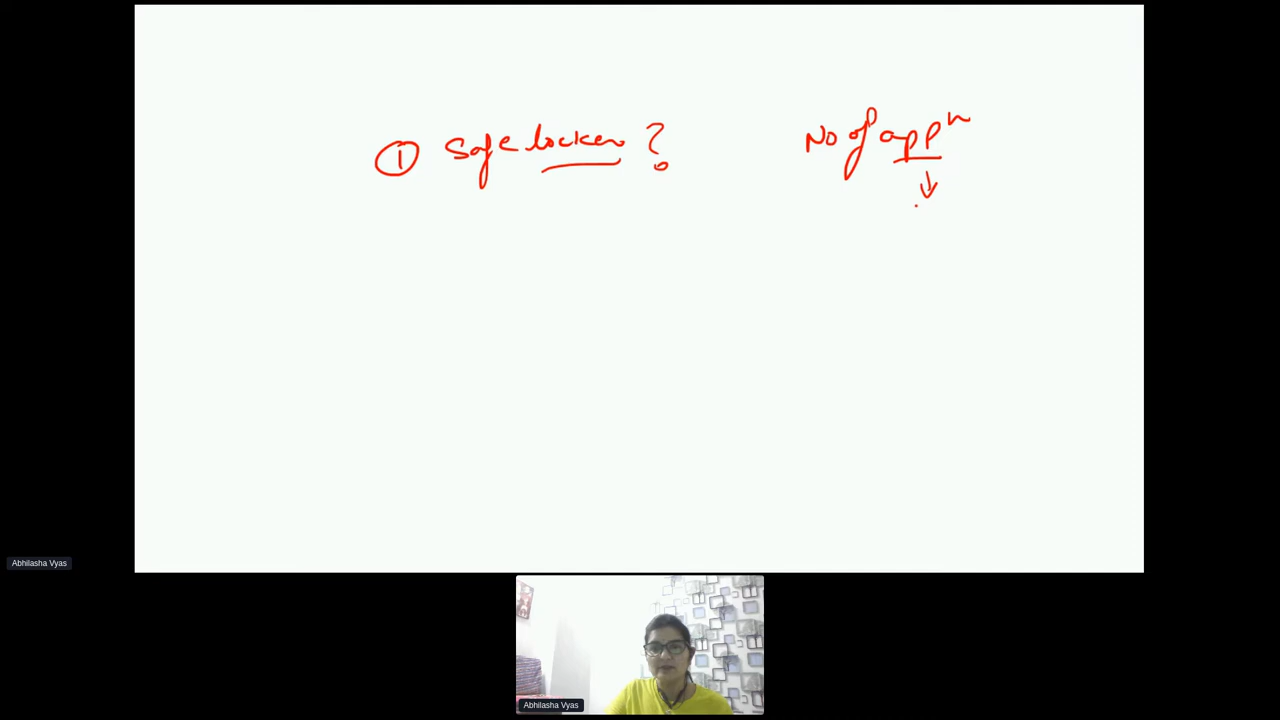 ① Safe locker ?
No of appn
↓
Abhilasha Vyas
Abhilasha Vyas